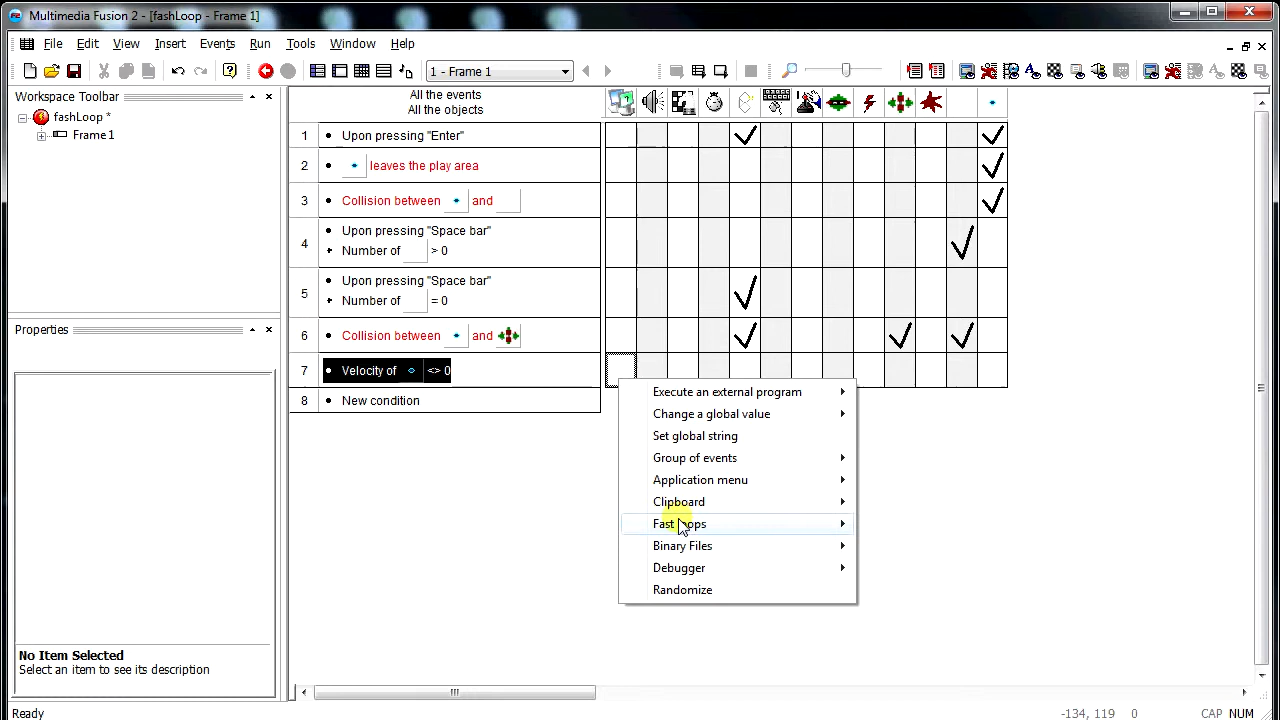 Multimedia Fusion 2 - [fashLoop - Frame 1]
File Edit View Insert Events Run Tools Window Help
1 - Frame 1
Workspace Toolbar
fashLoop *
Frame 1
Properties
No Item Selected
Select an item to see its description
All the events
All the objects
1 Upon pressing "Enter"
2 leaves the play area
3 Collision between and
4 Upon pressing "Space bar"
+ Number of > 0
5 Upon pressing "Space bar"
+ Number of = 0
6 Collision between and
7 Velocity of <> 0
8 New condition
Execute an external program
Change a global value
Set global string
Group of events
Application menu
Clipboard
Fast Loops
Binary Files
Debugger
Randomize
Ready -134, 119 0 CAP NUM